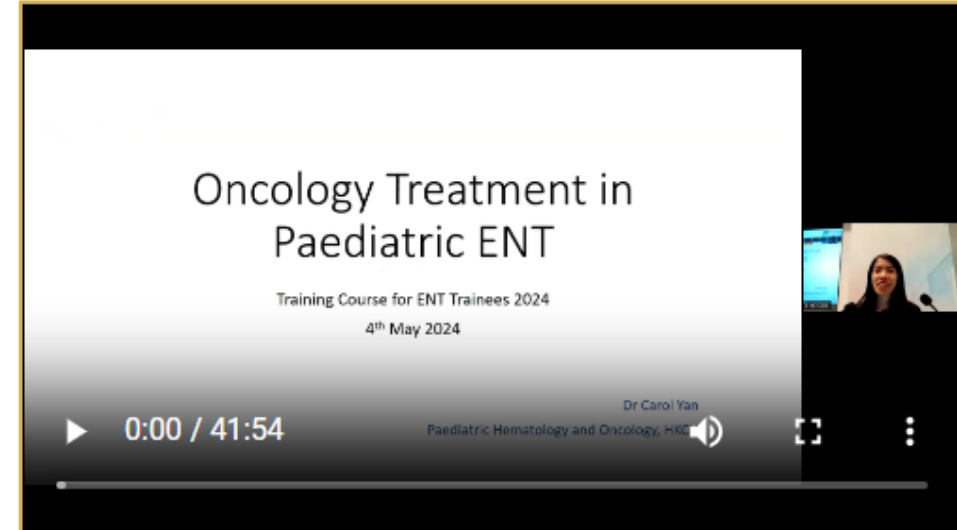 Oncology Treatment in
Paediatric ENT
Training Course for ENT Trainees 2024
4th May 2024
Dr Carol Yan
Paediatric Hematology and Oncology,
0:00 / 41:54